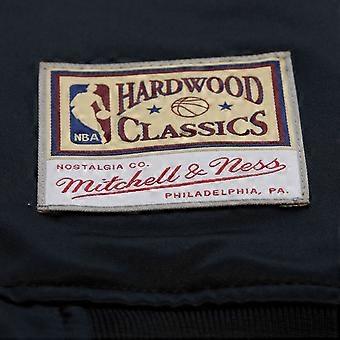 HARDWOOD
NBA
CLASSICS
NOSTALGIA CO.
Mitchell & Ness
PHILADELPHIA, PA.